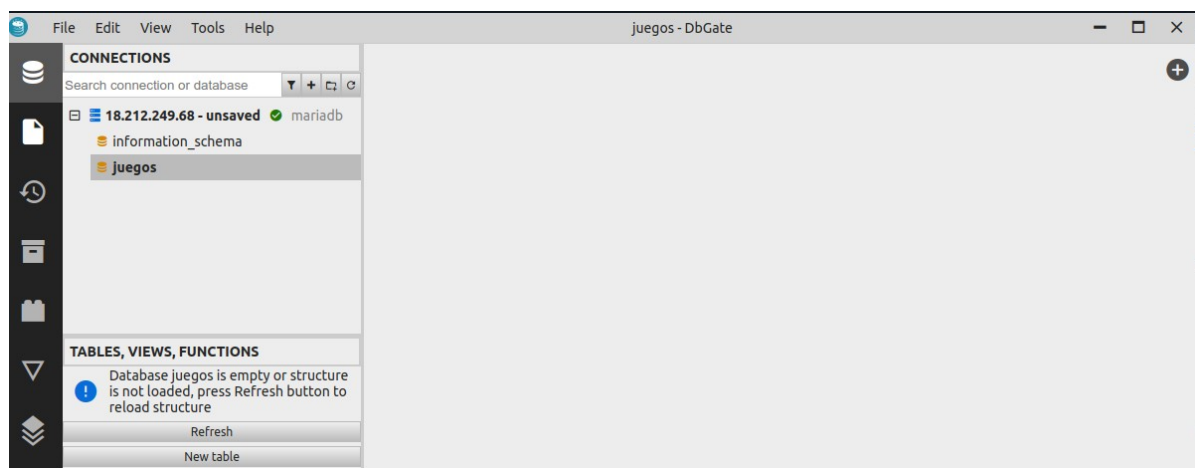 File Edit View Tools Help juegos - DbGate
CONNECTIONS
Search connection or database
18.212.249.68 - unsaved mariadb
information_schema
juegos
TABLES, VIEWS, FUNCTIONS
Database juegos is empty or structure
is not loaded, press Refresh button to
reload structure
Refresh
New table